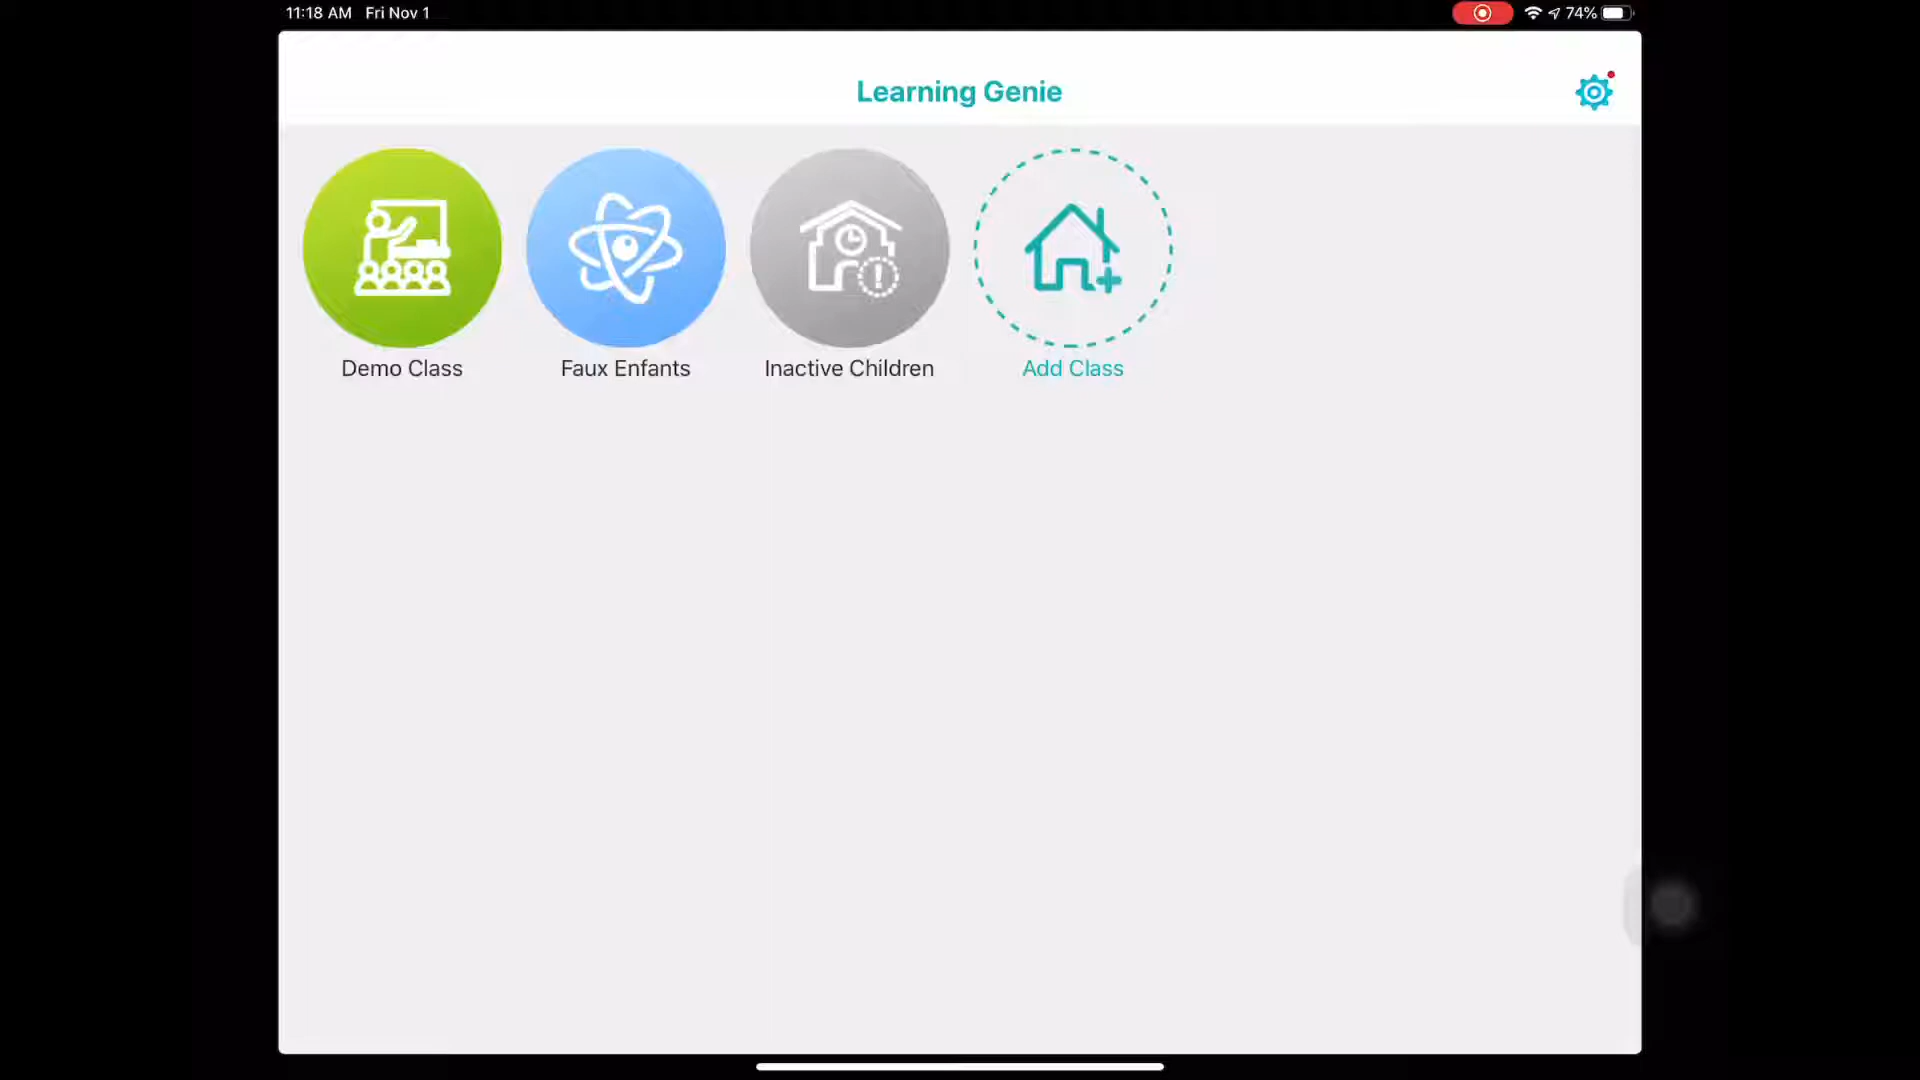 11:18 AM Fri Nov 1
74%
Learning Genie
Demo Class
Faux Enfants
Inactive Children
Add Class